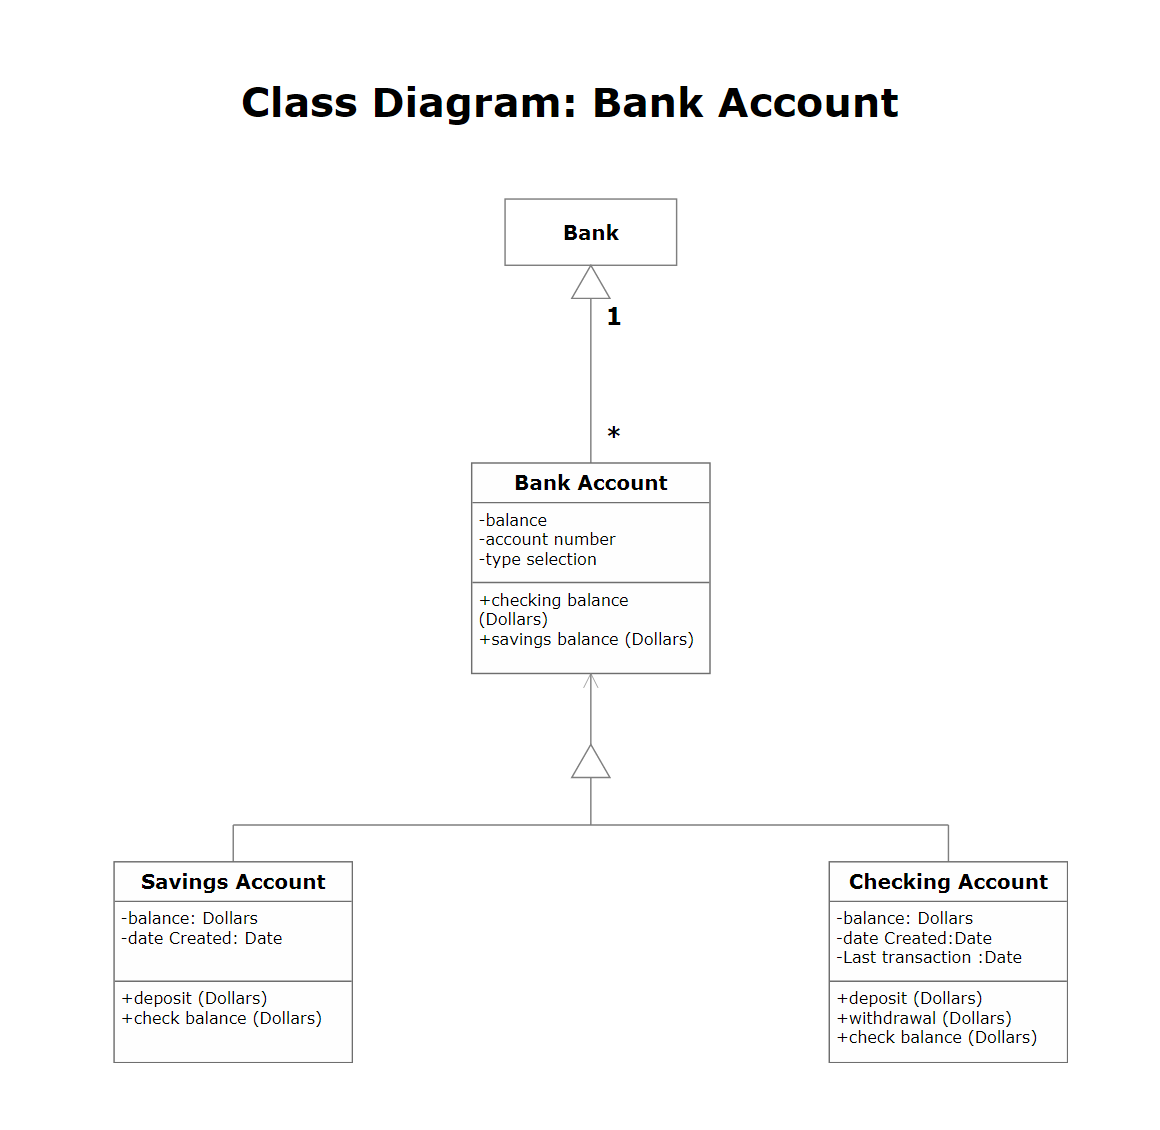 Class Diagram: Bank Account
Bank
1
*
Bank Account
-balance
-account number
-type selection
+checking balance
(Dollars)
+savings balance (Dollars)
Savings Account
-balance: Dollars
-date Created: Date
+deposit (Dollars)
+check balance (Dollars)
Checking Account
-balance: Dollars
-date Created:Date
-Last transaction :Date
+deposit (Dollars)
+withdrawal (Dollars)
+check balance (Dollars)